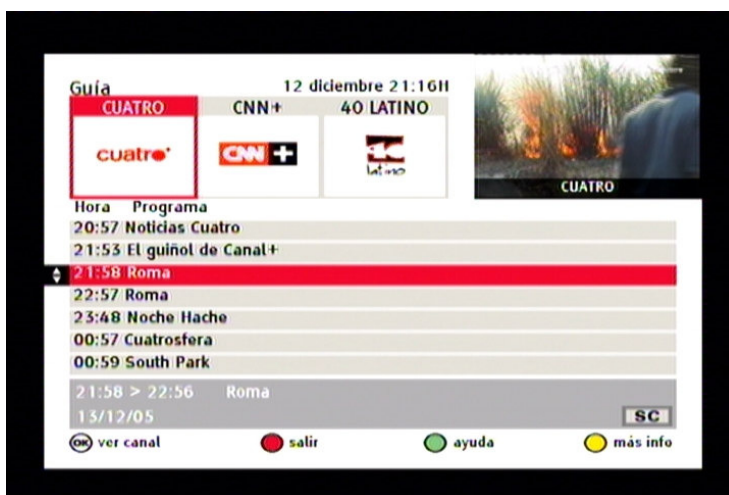 Guía
12 diciembre 21:16H
CUATRO CNN+ 40 LATINO
cuatro
CNN +
40 latino
CUATRO
Hora Programa
20:57 Noticias Cuatro
21:53 El guiñol de Canal+
21:58 Roma
22:57 Roma
23:48 Noche Hache
00:57 Cuatrosfera
00:59 South Park
21:58 > 22:56 Roma
13/12/05
SC
OK ver canal salir ayuda más info